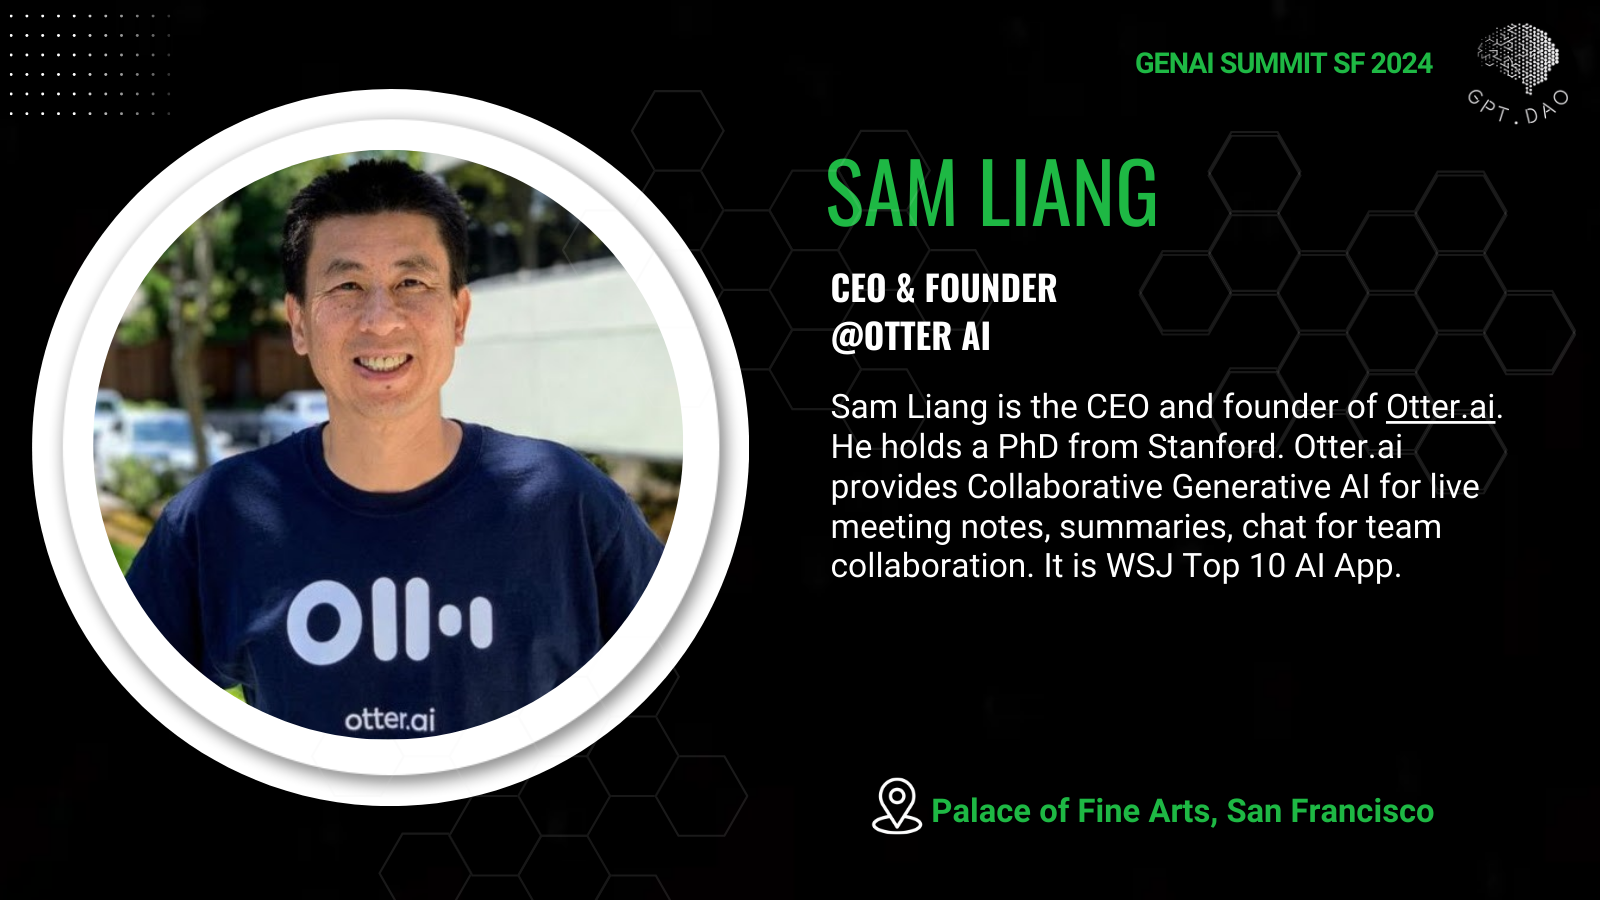 GENAI SUMMIT SF 2024
GPT.DAO
SAM LIANG
CEO & FOUNDER
@OTTER AI
Sam Liang is the CEO and founder of Otter.ai.
He holds a PhD from Stanford. Otter.ai
provides Collaborative Generative AI for live
meeting notes, summaries, chat for team
collaboration. It is WSJ Top 10 AI App.
otter.ai
Palace of Fine Arts, San Francisco